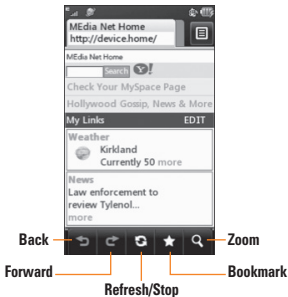 MEdia Net Home
http://device.home/
MEdia Net Home
Search Y!
Check Your MySpace Page
Hollywood Gossip, News & More
My Links EDIT
Weather
Kirkland
Currently 50 more
News
Law enforcement to
review Tylenol...
more
Back
Zoom
Forward
Bookmark
Refresh/Stop